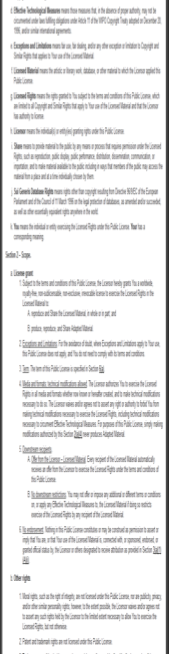 d. Effective Technological Measures means those measures that, in the absence of proper authority, may not be
circumvented under laws fulfilling obligations under Article 11 of the WIPO Copyright Treaty adopted on December 20,
1996, and/or similar international agreements.
e. Exceptions and Limitations means fair use, fair dealing, and/or any other exception or limitation to Copyright and
Similar Rights that applies to Your use of the Licensed Material.
f. Licensed Material means the artistic or literary work, database, or other material to which the Licensor applied this
Public License.
g. Licensed Rights means the rights granted to You subject to the terms and conditions of this Public License, which
are limited to all Copyright and Similar Rights that apply to Your use of the Licensed Material and that the Licensor
has authority to license.
h. Licensor means the individual(s) or entity(ies) granting rights under this Public License.
i. Share means to provide material to the public by any means or process that requires permission under the Licensed
Rights, such as reproduction, public display, public performance, distribution, dissemination, communication, or
importation, and to make material available to the public including in ways that members of the public may access the
material from a place and at a time individually chosen by them.
j. Sui Generis Database Rights means rights other than copyright resulting from Directive 96/9/EC of the European
Parliament and of the Council of 11 March 1996 on the legal protection of databases, as amended and/or succeeded,
as well as other essentially equivalent rights anywhere in the world.
k. You means the individual or entity exercising the Licensed Rights under this Public License. Your has a
corresponding meaning.
Section 2 – Scope.
a. License grant.
1. Subject to the terms and conditions of this Public License, the Licensor hereby grants You a worldwide,
royalty-free, non-sublicensable, non-exclusive, irrevocable license to exercise the Licensed Rights in the
Licensed Material to:
A. reproduce and Share the Licensed Material, in whole or in part; and
B. produce, reproduce, and Share Adapted Material.
2. Exceptions and Limitations. For the avoidance of doubt, where Exceptions and Limitations apply to Your use,
this Public License does not apply, and You do not need to comply with its terms and conditions.
3. Term. The term of this Public License is specified in Section 6(a).
4. Media and formats; technical modifications allowed. The Licensor authorizes You to exercise the Licensed
Rights in all media and formats whether now known or hereafter created, and to make technical modifications
necessary to do so. The Licensor waives and/or agrees not to assert any right or authority to forbid You from
making technical modifications necessary to exercise the Licensed Rights, including technical modifications
necessary to circumvent Effective Technological Measures. For purposes of this Public License, simply making
modifications authorized by this Section 2(a)(4) never produces Adapted Material.
5. Downstream recipients.
A. Offer from the Licensor – Licensed Material. Every recipient of the Licensed Material automatically
receives an offer from the Licensor to exercise the Licensed Rights under the terms and conditions of
this Public License.
B. No downstream restrictions. You may not offer or impose any additional or different terms or conditions
on, or apply any Effective Technological Measures to, the Licensed Material if doing so restricts
exercise of the Licensed Rights by any recipient of the Licensed Material.
6. No endorsement. Nothing in this Public License constitutes or may be construed as permission to assert or
imply that You are, or that Your use of the Licensed Material is, connected with, or sponsored, endorsed, or
granted official status by, the Licensor or others designated to receive attribution as provided in Section 3(a)(1)
(A)(i).
b. Other rights.
1. Moral rights, such as the right of integrity, are not licensed under this Public License, nor are publicity, privacy,
and/or other similar personality rights; however, to the extent possible, the Licensor waives and/or agrees not
to assert any such rights held by the Licensor to the limited extent necessary to allow You to exercise the
Licensed Rights, but not otherwise.
2. Patent and trademark rights are not licensed under this Public License.